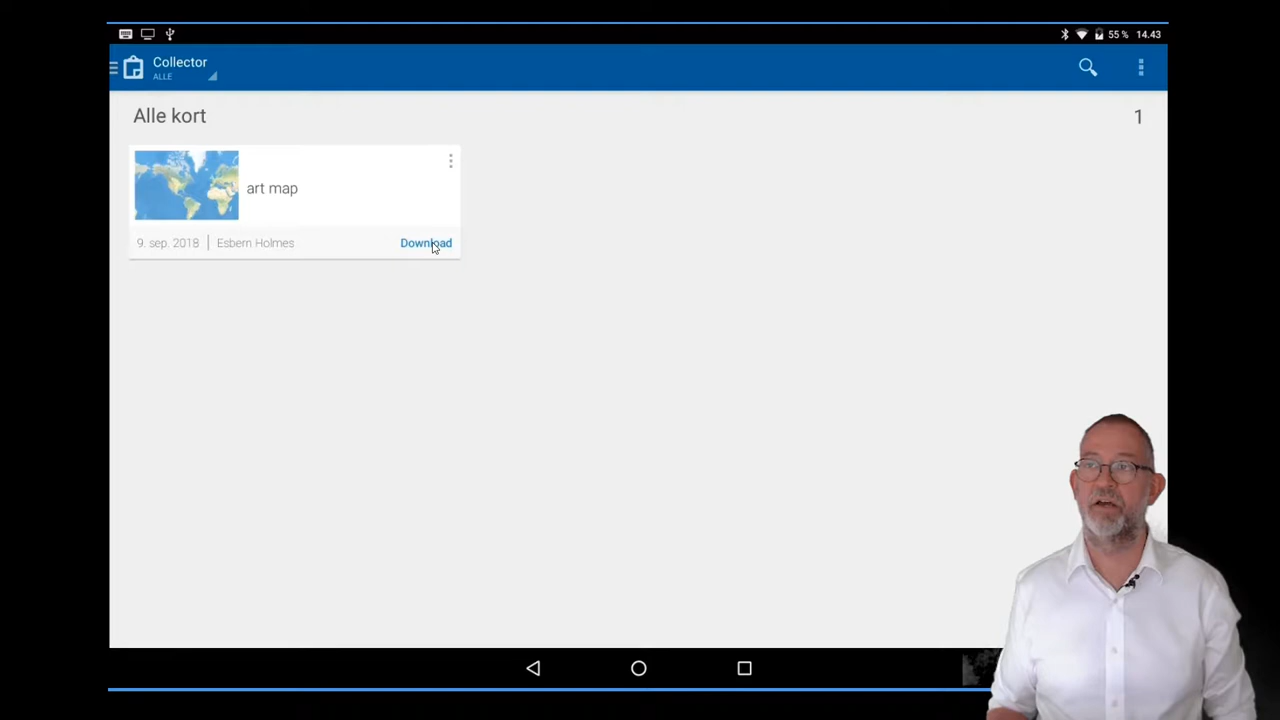 55 % 14.43
Collector
ALLE
Alle kort
1
art map
9. sep. 2018 Esbern Holmes Download